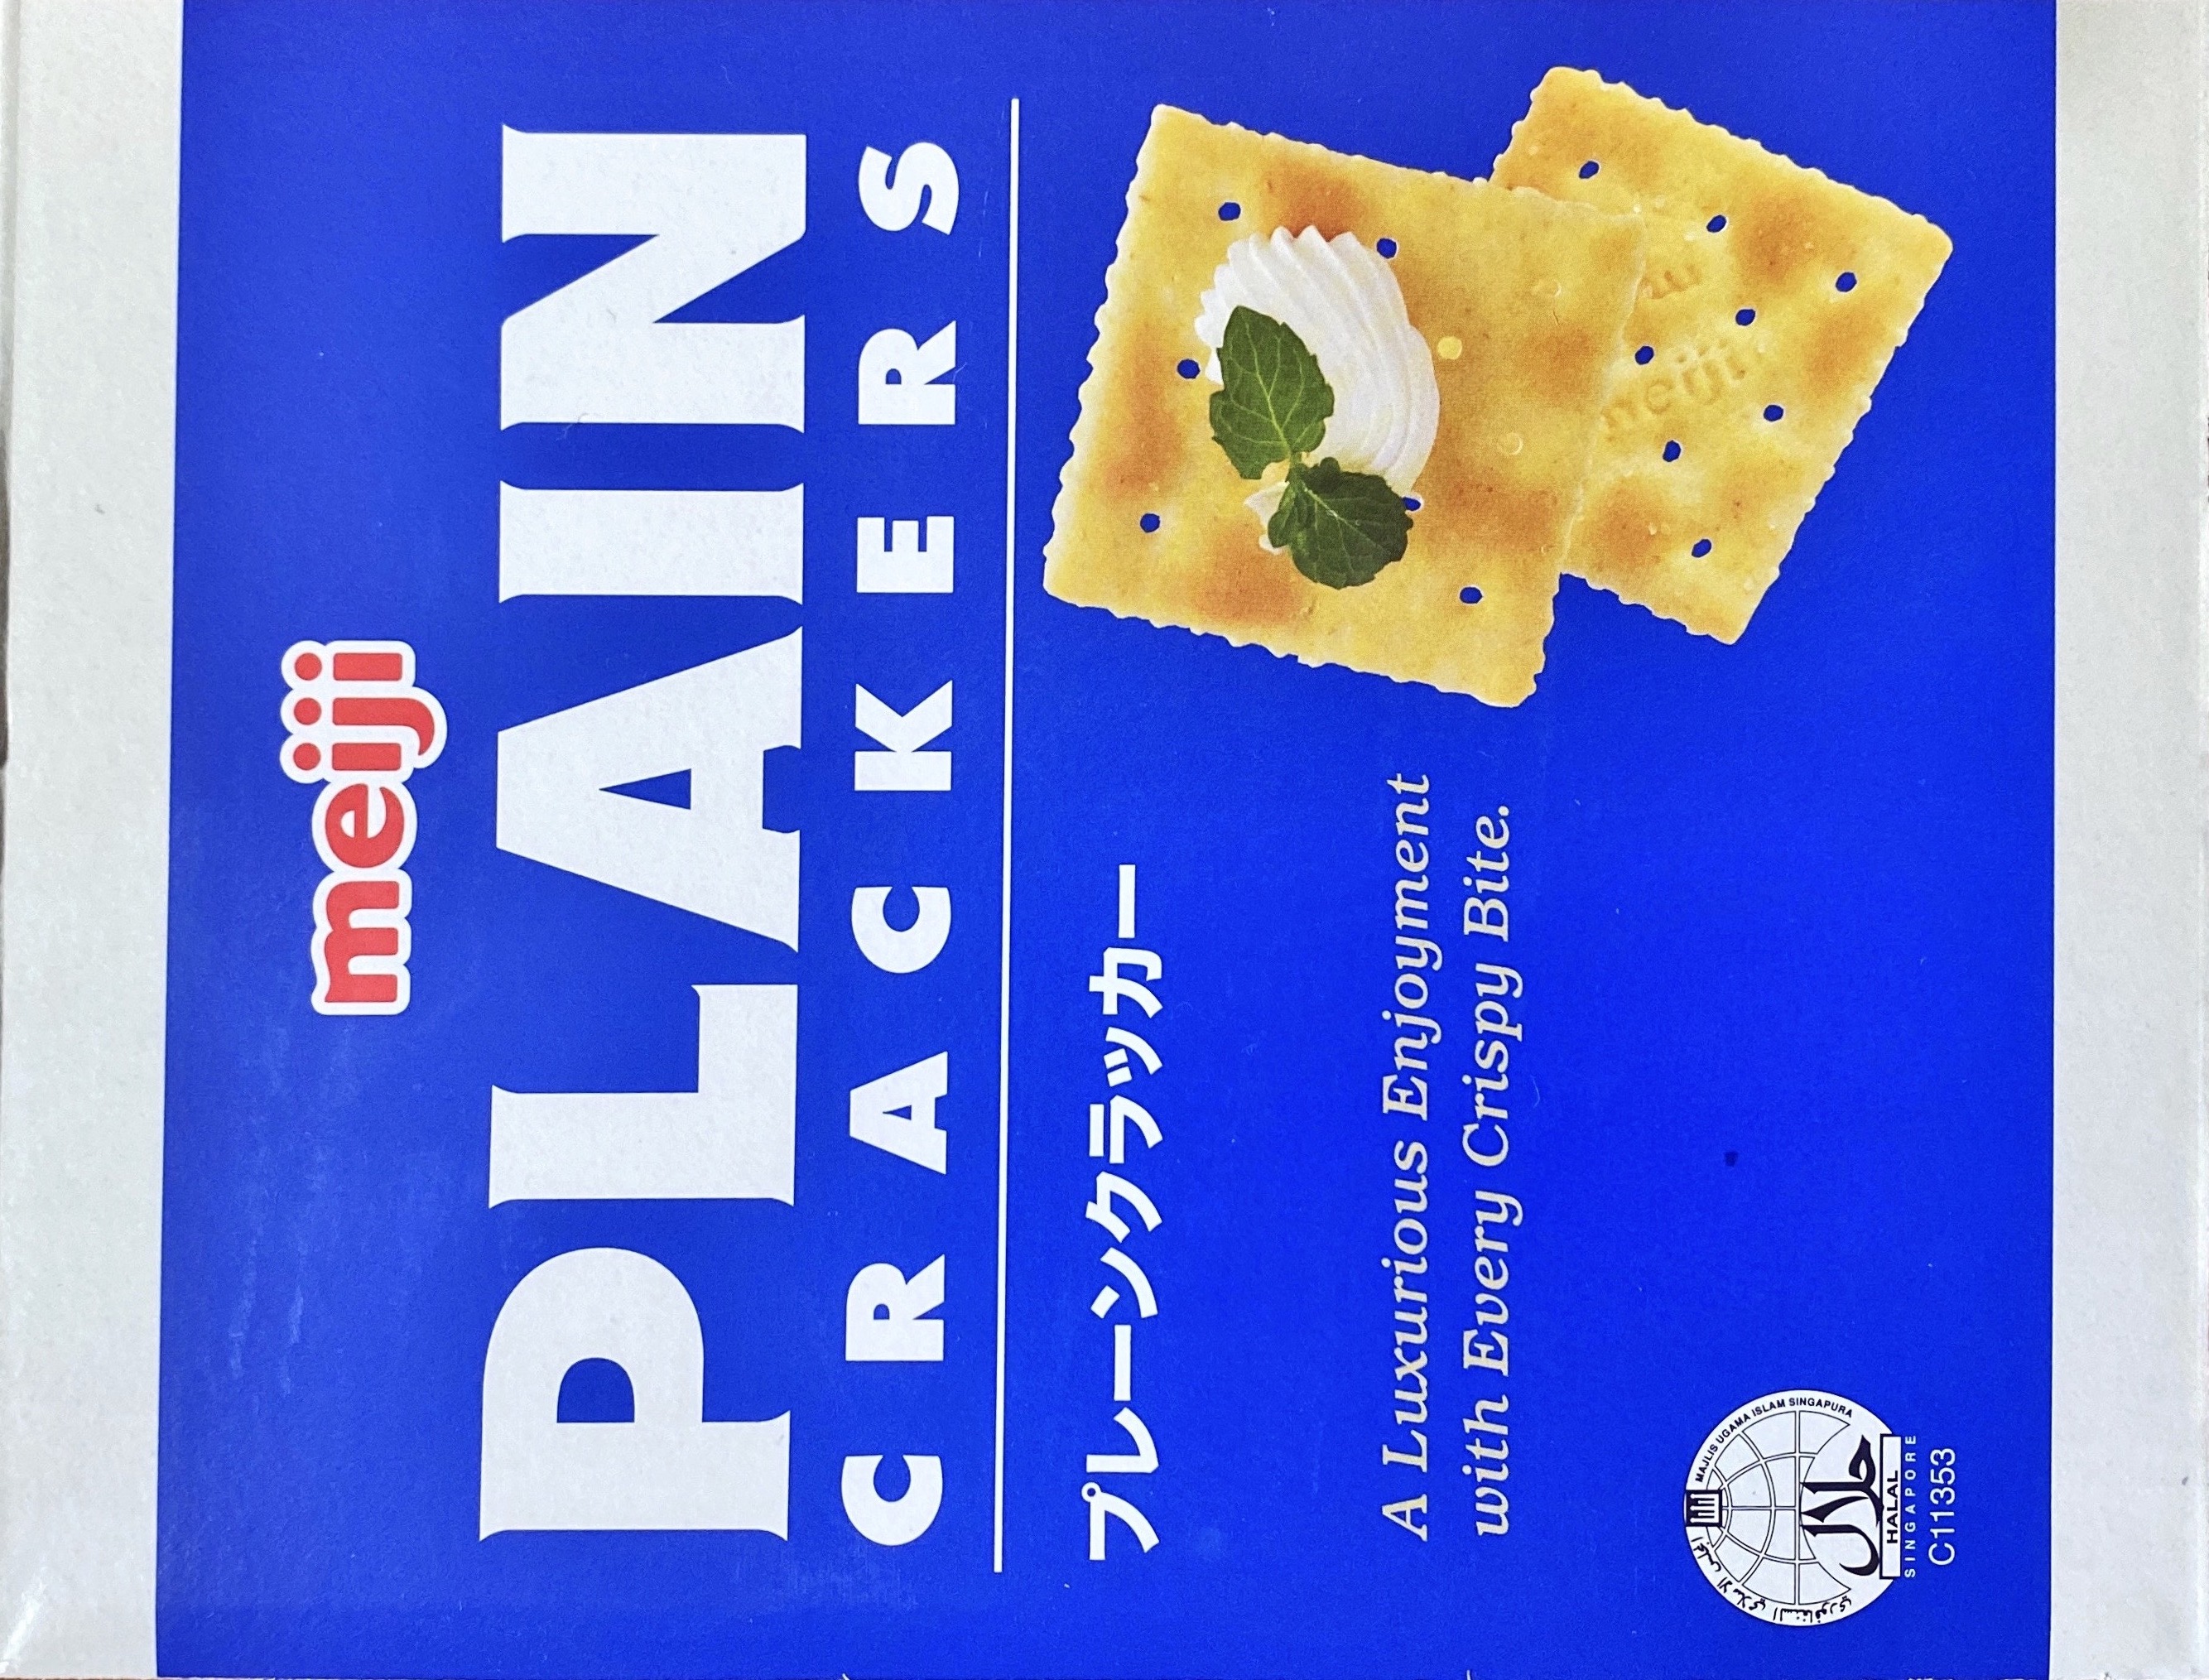 meiji
PLAIN
CRACKERS
プレーンクラッカー
A Luxurious Enjoyment
with Every Crispy Bite.
meiji
MAJLIS UGAMA ISLAM SINGAPURA
حلال
HALAL
SINGAPORE
C11353